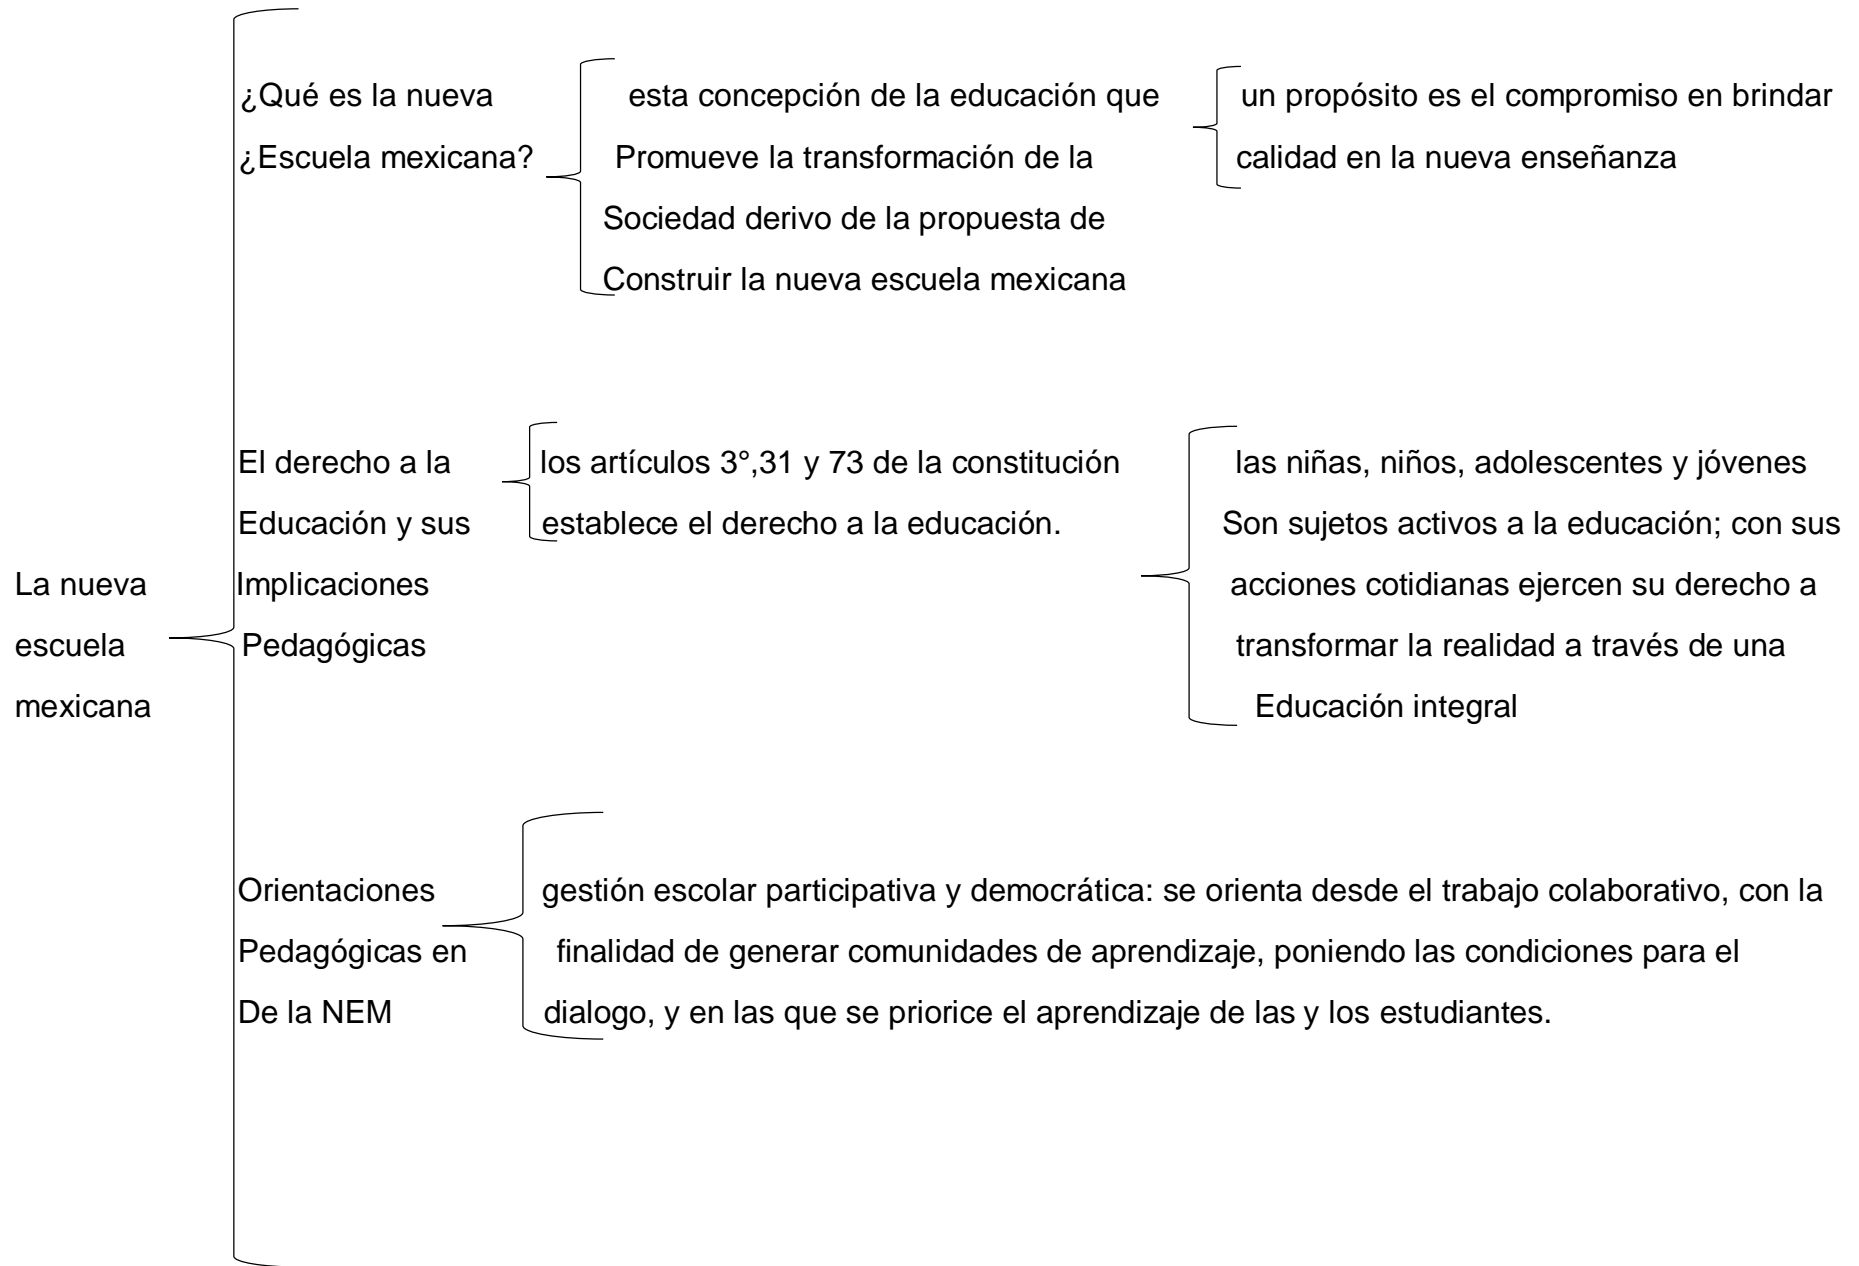 La nueva
escuela
mexicana
¿Qué es la nueva
¿Escuela mexicana?
esta concepción de la educación que
Promueve la transformación de la
Sociedad derivo de la propuesta de
Construir la nueva escuela mexicana
un propósito es el compromiso en brindar
calidad en la nueva enseñanza
El derecho a la
Educación y sus
Implicaciones
Pedagógicas
los artículos 3°,31 y 73 de la constitución
establece el derecho a la educación.
las niñas, niños, adolescentes y jóvenes
Son sujetos activos a la educación; con sus
acciones cotidianas ejercen su derecho a
transformar la realidad a través de una
Educación integral
Orientaciones
Pedagógicas en
De la NEM
gestión escolar participativa y democrática: se orienta desde el trabajo colaborativo, con la
finalidad de generar comunidades de aprendizaje, poniendo las condiciones para el
dialogo, y en las que se priorice el aprendizaje de las y los estudiantes.